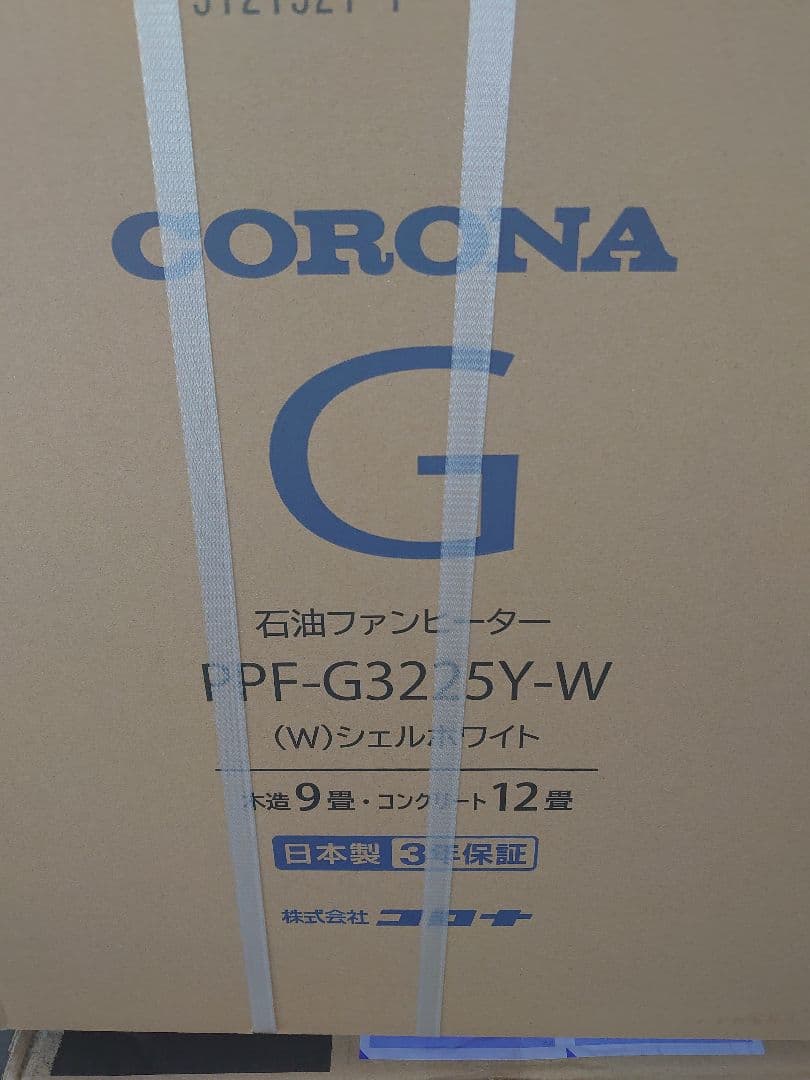 CORONA
G
石油ファンヒーター
PPF-G3225Y-W
(W)シェルホワイト
木造9畳・コンクリート12畳
日本製 3年保証
株式会社コロナ